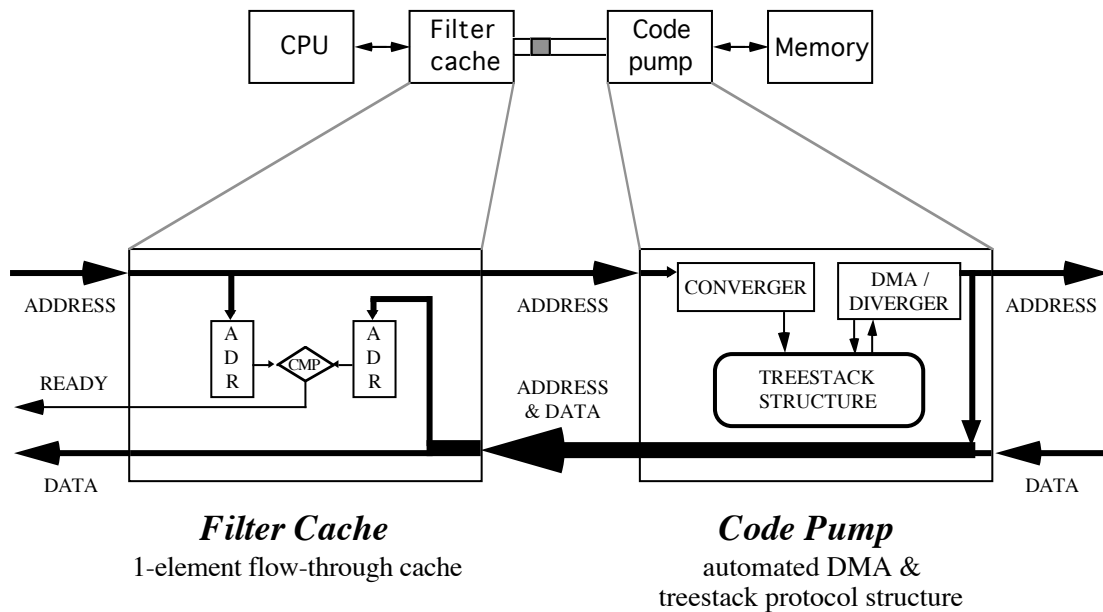 CPU
Filter
cache
Code
pump
Memory
ADDRESS
ADDRESS
CONVERGER
DMA /
DIVERGER
ADDRESS
A
D
R
CMP
A
D
R
READY
ADDRESS
& DATA
TREESTACK
STRUCTURE
DATA
DATA
Filter Cache
1-element flow-through cache
Code Pump
automated DMA &
treestack protocol structure